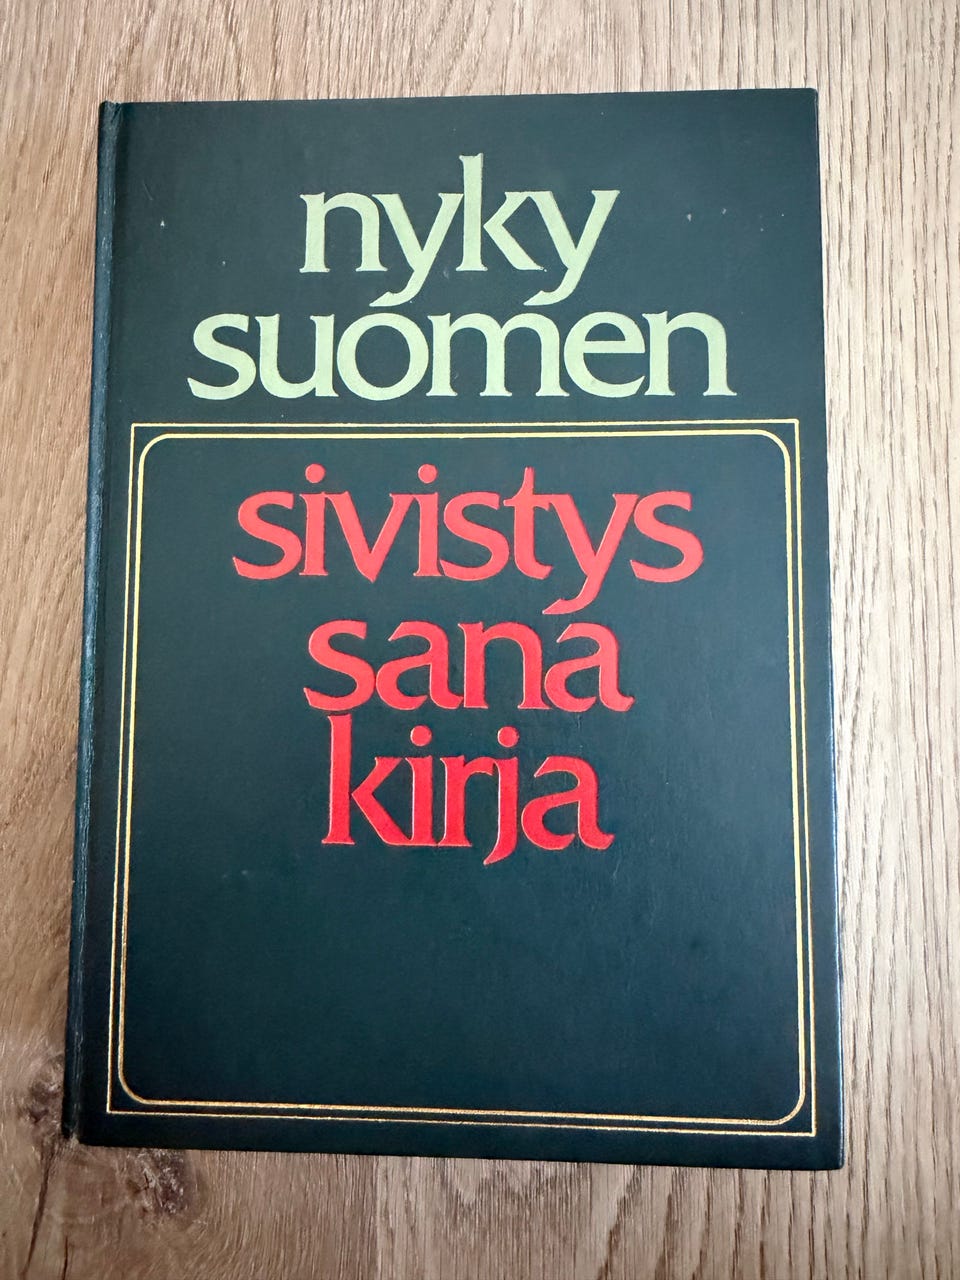 nyky
suomen
sivistys
sana
kirja